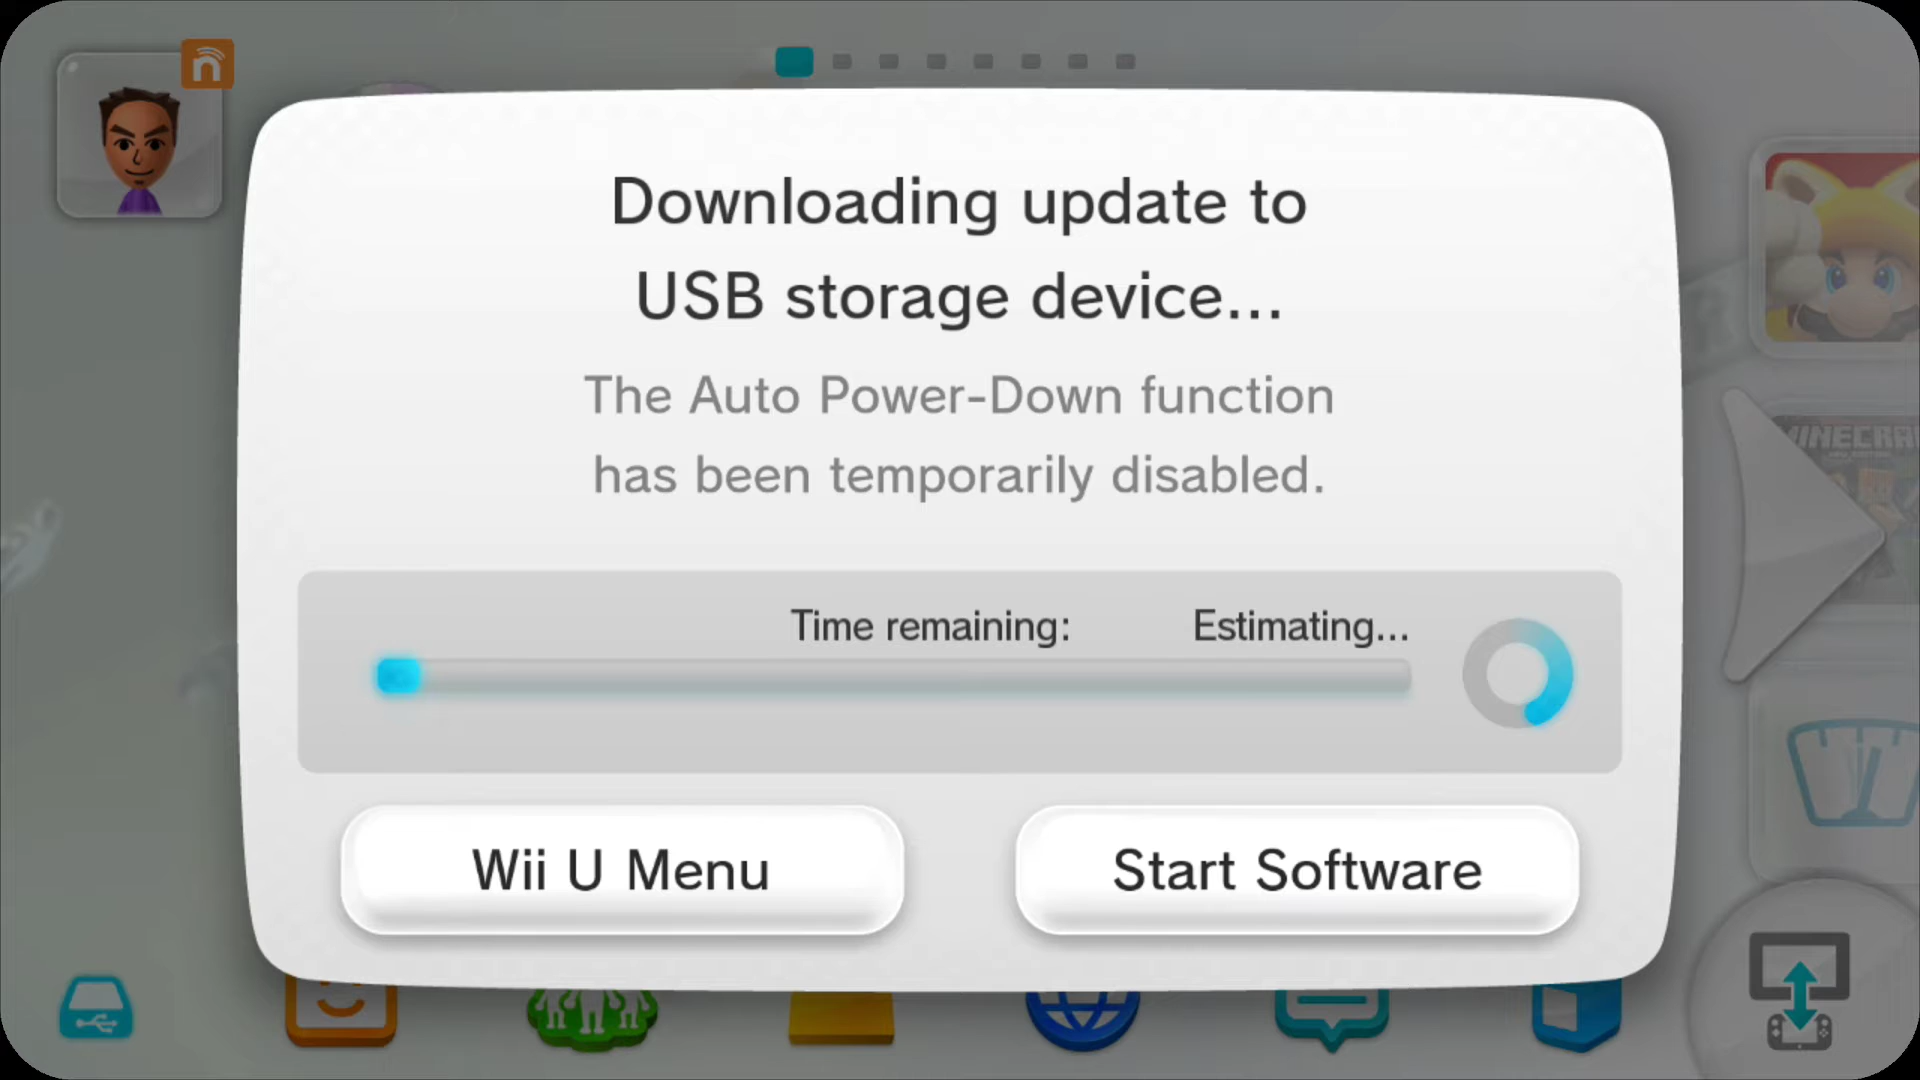 Downloading update to
USB storage device...
The Auto Power-Down function
has been temporarily disabled.
Time remaining: Estimating...
Wii U Menu
Start Software